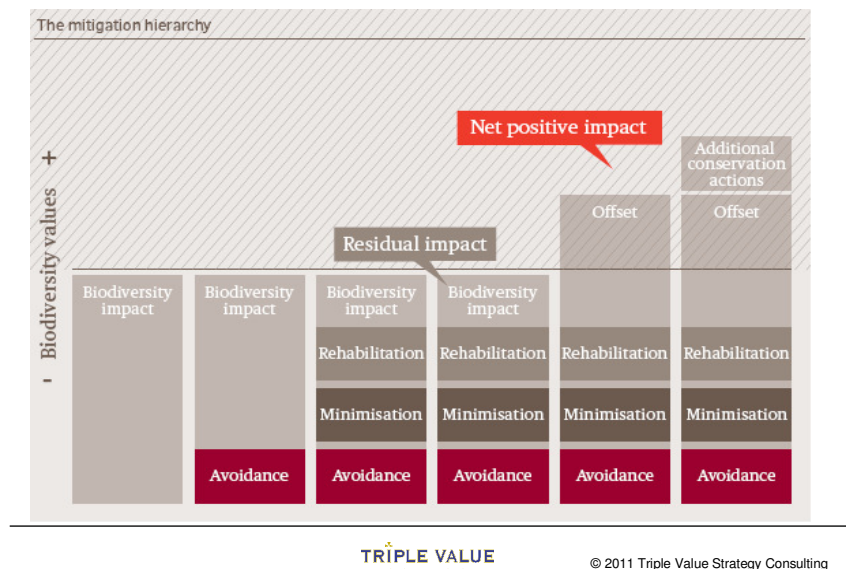 The mitigation hierarchy
Net positive impact
Additional
conservation
actions
Offset
Offset
Residual impact
- Biodiversity values +
Biodiversity
impact
Biodiversity
impact
Biodiversity
impact
Biodiversity
impact
Rehabilitation
Rehabilitation
Rehabilitation
Rehabilitation
Minimisation
Minimisation
Minimisation
Minimisation
Avoidance
Avoidance
Avoidance
Avoidance
Avoidance
TRIPLE VALUE
© 2011 Triple Value Strategy Consulting